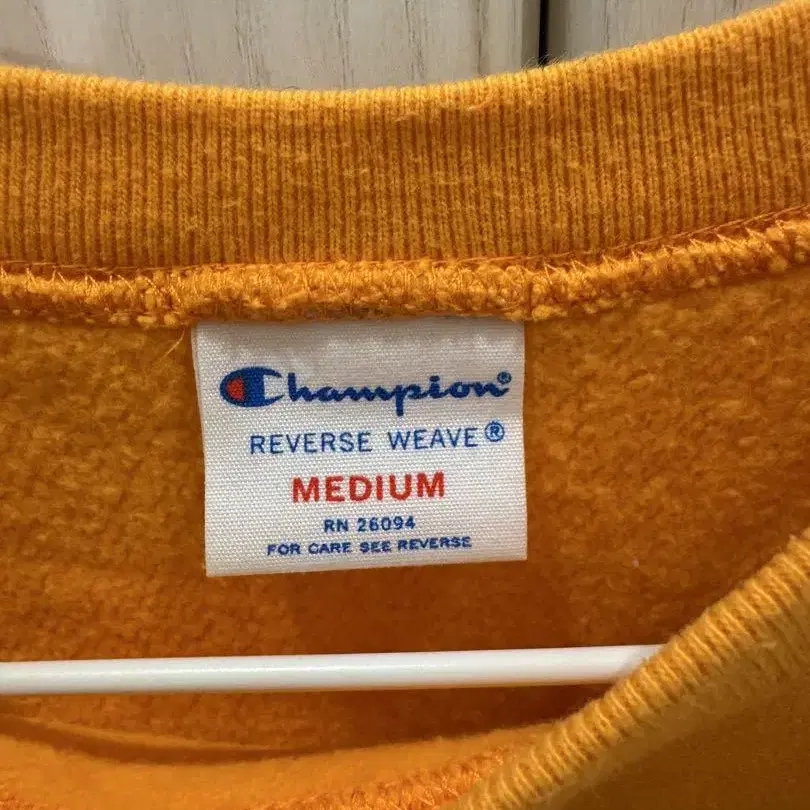 Champion®
REVERSE WEAVE®
MEDIUM
RN 26094
FOR CARE SEE REVERSE